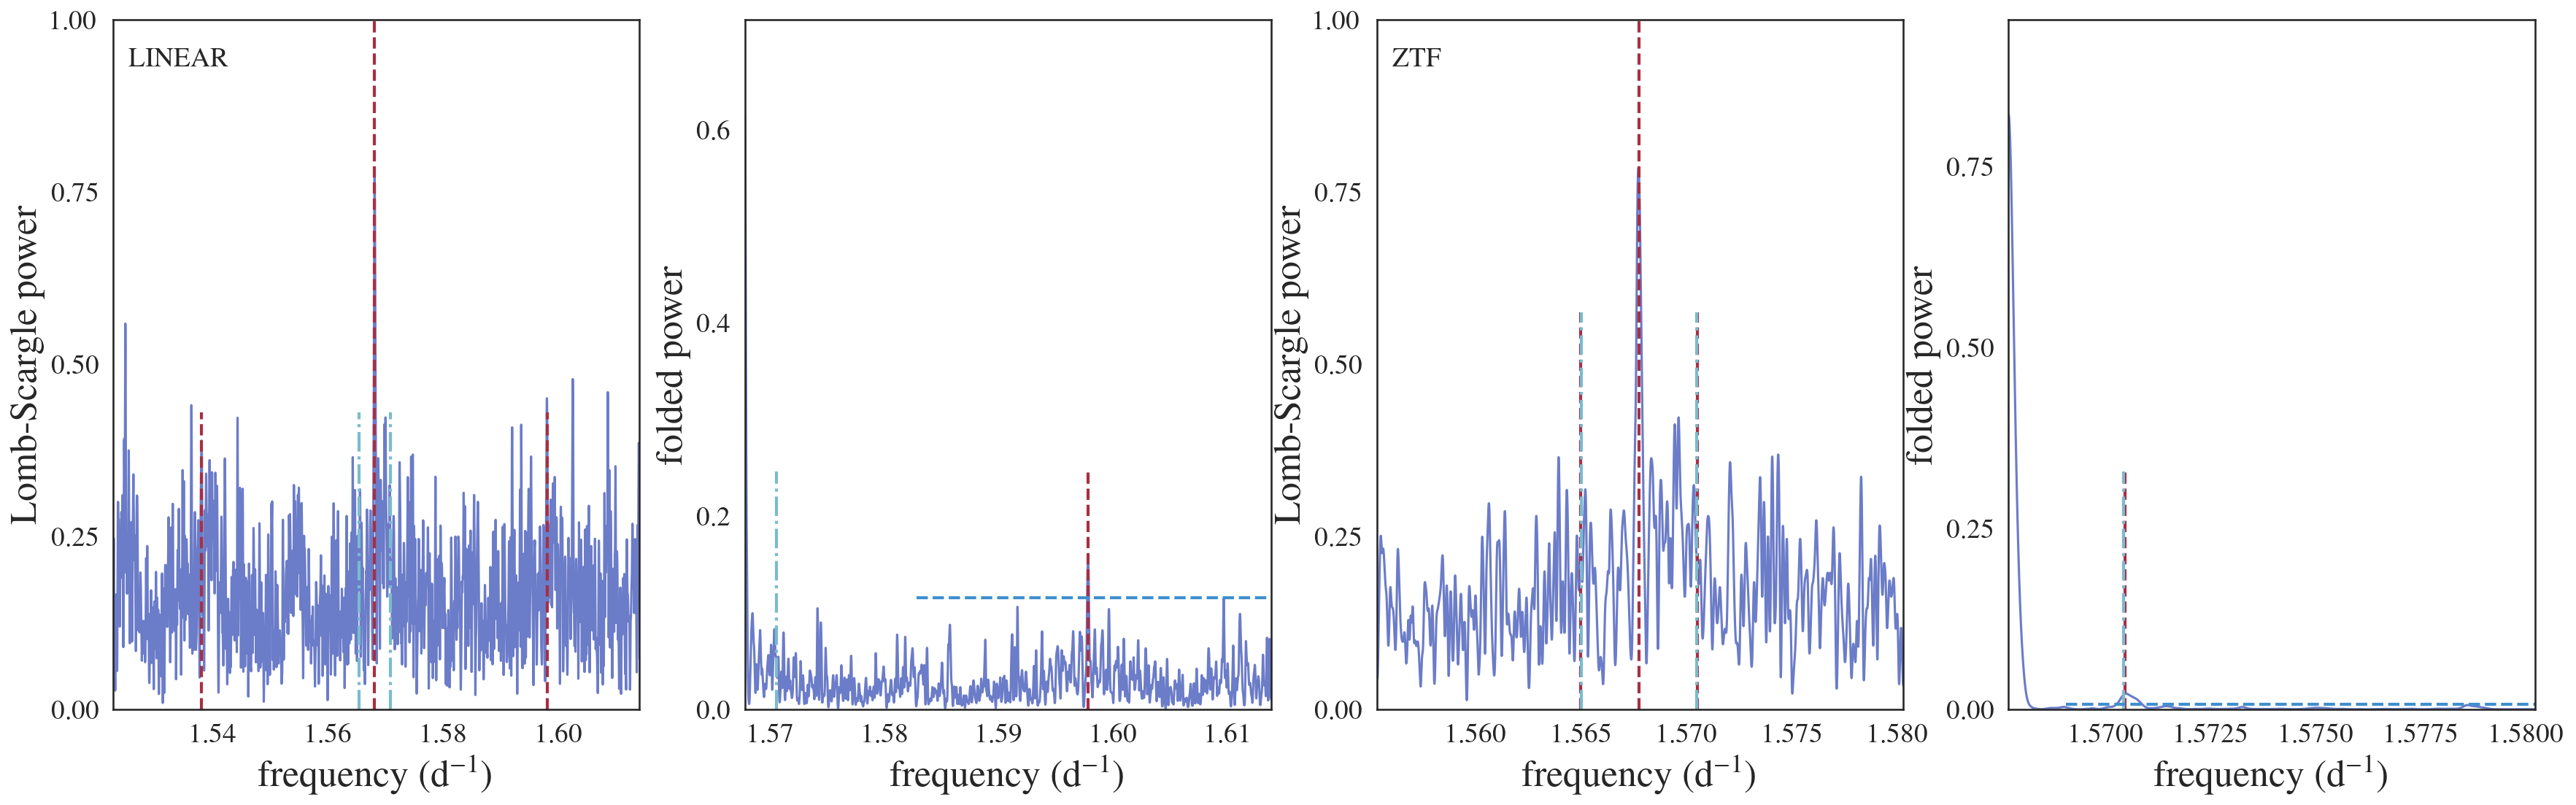 LINEAR
Lomb-Scargle power
1.00
0.75
0.50
0.25
0.00
1.54 1.56 1.58 1.60
frequency (d⁻¹)
folded power
0.6
0.4
0.2
0.0
1.57 1.58 1.59 1.60 1.61
frequency (d⁻¹)
ZTF
Lomb-Scargle power
1.00
0.75
0.50
0.25
0.00
1.560 1.565 1.570 1.575 1.580
frequency (d⁻¹)
folded power
0.75
0.50
0.25
0.00
1.5700 1.5725 1.5750 1.5775 1.5800
frequency (d⁻¹)